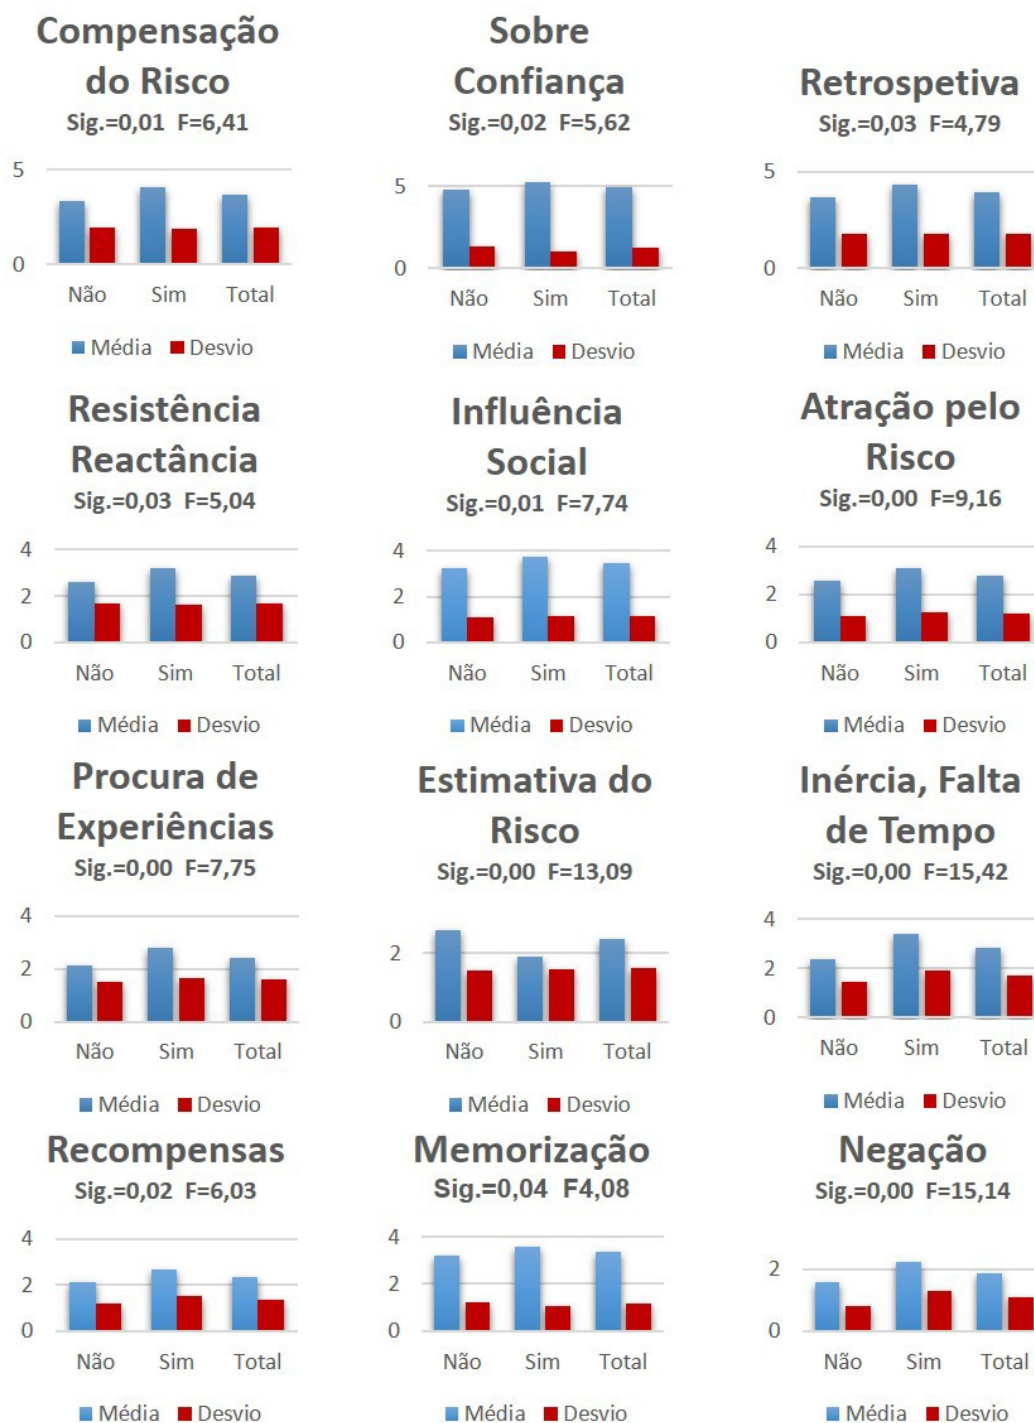 Compensação
do Risco
Sig.=0,01 F=6,41
5
0
Não Sim Total
Média Desvio
Sobre
Confiança
Sig.=0,02 F=5,62
5
0
Não Sim Total
Média Desvio
Retrospetiva
Sig.=0,03 F=4,79
5
0
Não Sim Total
Média Desvio
Resistência
Reactância
Sig.=0,03 F=5,04
4
2
0
Não Sim Total
Média Desvio
Influência
Social
Sig.=0,01 F=7,74
4
2
0
Não Sim Total
Média Desvio
Atração pelo
Risco
Sig.=0,00 F=9,16
4
2
0
Não Sim Total
Média Desvio
Procura de
Experiências
Sig.=0,00 F=7,75
4
2
0
Não Sim Total
Média Desvio
Estimativa do
Risco
Sig.=0,00 F=13,09
2
0
Não Sim Total
Média Desvio
Inércia, Falta
de Tempo
Sig.=0,00 F=15,42
4
2
0
Não Sim Total
Média Desvio
Recompensas
Sig.=0,02 F=6,03
4
2
0
Não Sim Total
Média Desvio
Memorização
Sig.=0,04 F4,08
4
2
0
Não Sim Total
Média Desvio
Negação
Sig.=0,00 F=15,14
2
0
Não Sim Total
Média Desvio